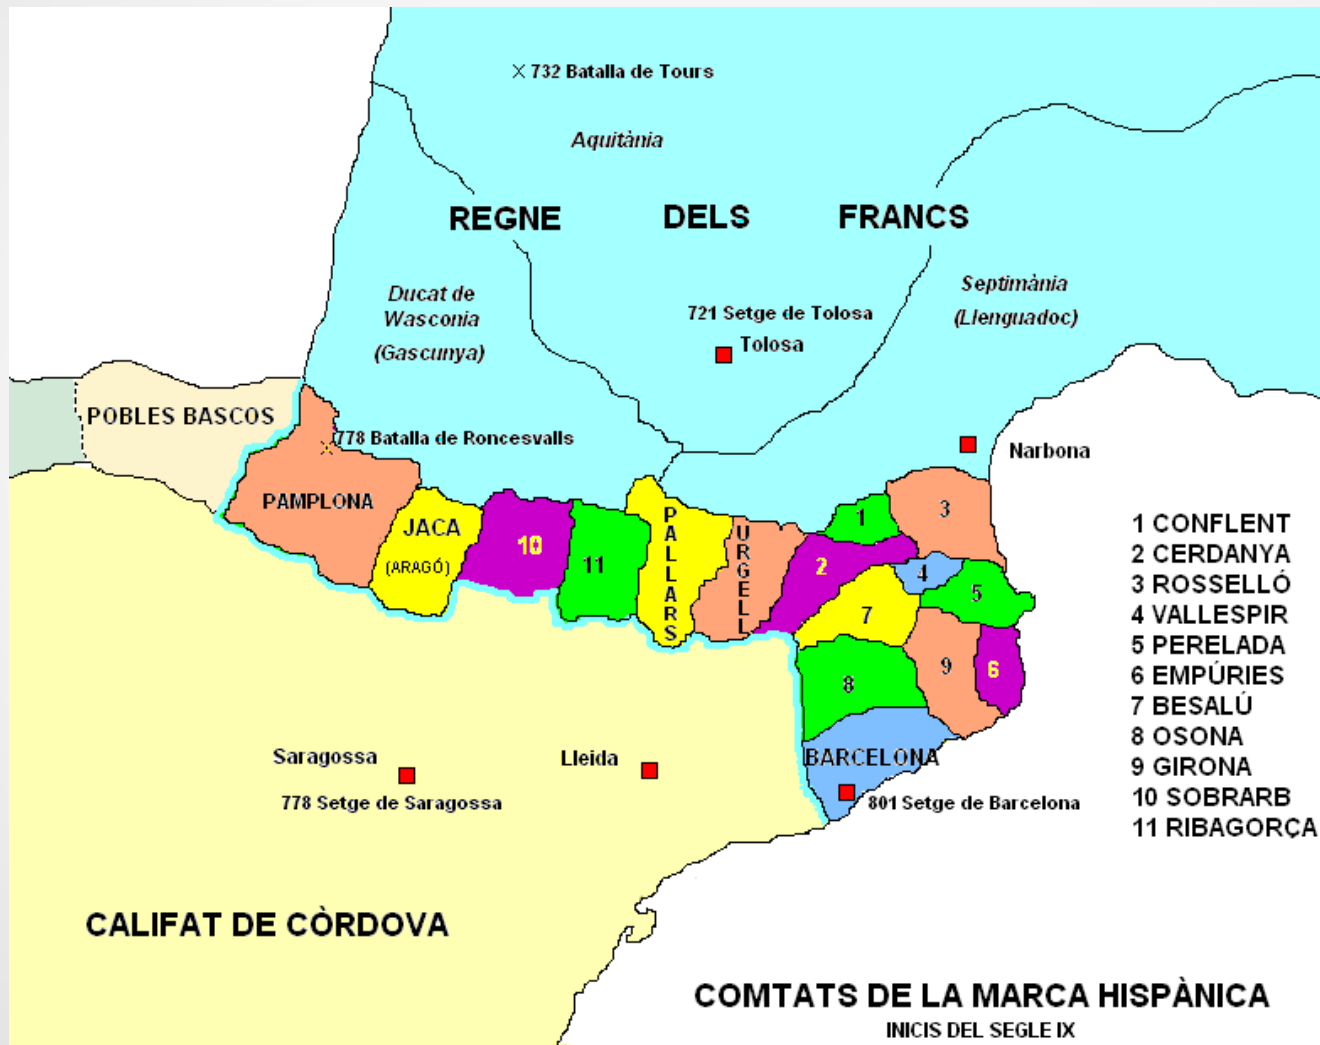 732 Batalla de Tours
Aquitània
REGNE DELS FRANCS
Ducat de
Wasconia
(Gascunya)
Septimània
(Llenguadoc)
721 Setge de Tolosa
Tolosa
POBLES BASCOS
778 Batalla de Roncesvalls
Narbona
PAMPLONA
JACA
(ARAGÓ)
10
11
PALLARS
URGELL
1
2
3
4
5
6
7
8
9
BARCELONA
801 Setge de Barcelona
Saragossa
778 Setge de Saragossa
Lleida
CALIFAT DE CÒRDOVA
1 CONFLENT
2 CERDANYA
3 ROSSELLÓ
4 VALLESPIR
5 PERELADA
6 EMPÚRIES
7 BESALÚ
8 OSONA
9 GIRONA
10 SOBRARB
11 RIBAGORÇA
COMTATS DE LA MARCA HISPÀNICA
INICIS DEL SEGLE IX